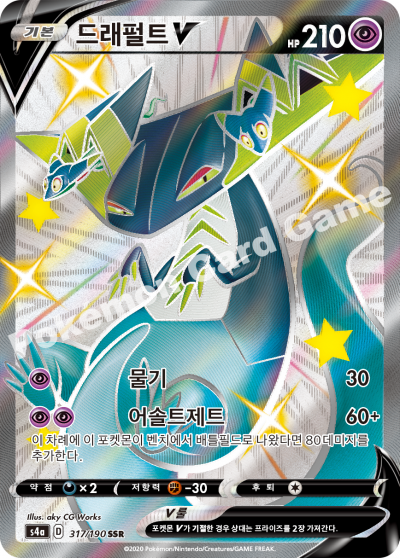 기본 드래펄트 V HP 210
Pokémon Card Game
물기 30
어설트제트 60+
이 차례에 이 포켓몬이 벤치에서 배틀필드로 나왔다면 80데미지를
추가한다.
약점 ×2 저항력 -30 후퇴
Illus. aky CG Works
s4a D 317/190 SSR
V 룰
포켓몬 V가 기절한 경우 상대는 프라이즈를 2장 가져간다.
©2020 Pokémon/Nintendo/Creatures/GAME FREAK.